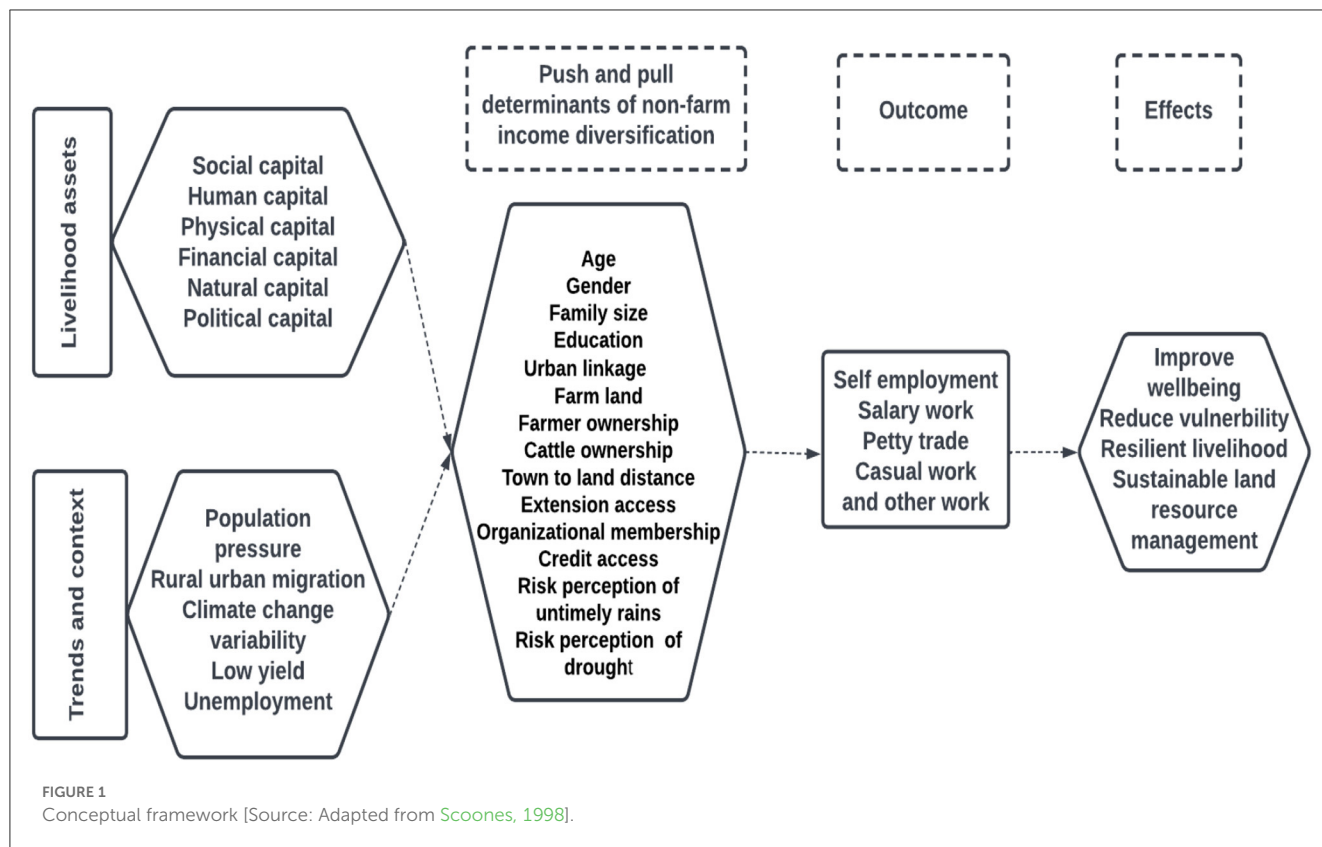 Livelihood assets
Social capital
Human capital
Physical capital
Financial capital
Natural capital
Political capital
Trends and context
Population
pressure
Rural urban migration
Climate change
variability
Low yield
Unemployment
Push and pull
determinants of non-farm
income diversification
Age
Gender
Family size
Education
Urban linkage
Farm land
Farmer ownership
Cattle ownership
Town to land distance
Extension access
Organizational membership
Credit access
Risk perception of
untimely rains
Risk perception of
drought
Outcome
Self employment
Salary work
Petty trade
Casual work
and other work
Effects
Improve
wellbeing
Reduce vulnerbility
Resilient livelihood
Sustainable land
resource
management
FIGURE 1
Conceptual framework [Source: Adapted from Scoones, 1998].